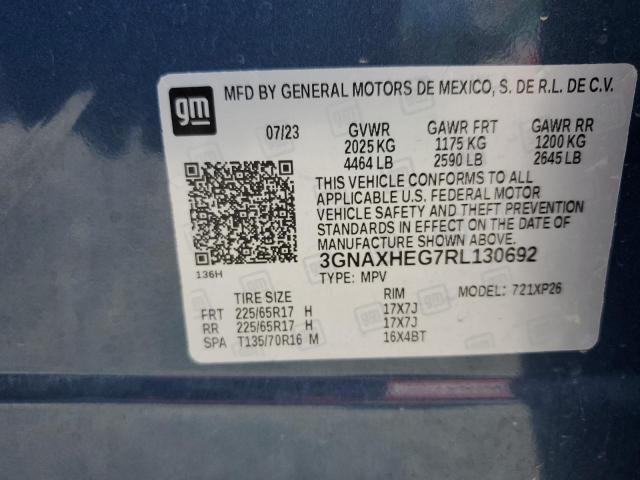 gm
MFD BY GENERAL MOTORS DE MEXICO, S. DE R.L. DE C.V.
07/23 GVWR GAWR FRT GAWR RR
2025 KG 1175 KG 1200 KG
4464 LB 2590 LB 2645 LB
THIS VEHICLE CONFORMS TO ALL
APPLICABLE U.S. FEDERAL MOTOR
VEHICLE SAFETY AND THEFT PREVENTION
STANDARDS IN EFFECT ON THE DATE OF
MANUFACTURE SHOWN ABOVE.
3GNAXHEG7RL130692
136H
TYPE: MPV
TIRE SIZE RIM MODEL: 721XP26
FRT 225/65R17 H 17X7J
RR 225/65R17 H 17X7J
SPA T135/70R16 M 16X4BT